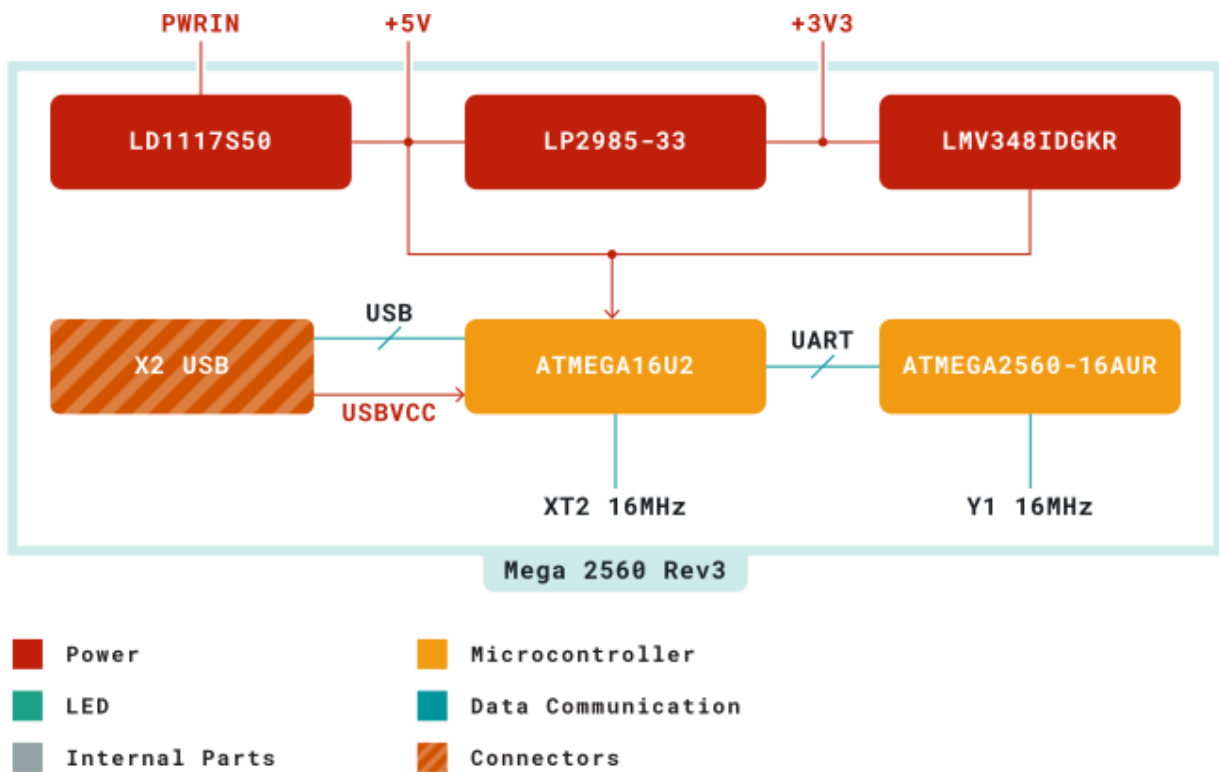 PWRIN
+5V
+3V3
LD1117S50
LP2985-33
LMV348IDGKR
USB
UART
X2 USB
ATMEGA16U2
ATMEGA2560-16AUR
USBVCC
XT2 16MHz
Y1 16MHz
Mega 2560 Rev3
Power
Microcontroller
LED
Data Communication
Internal Parts
Connectors